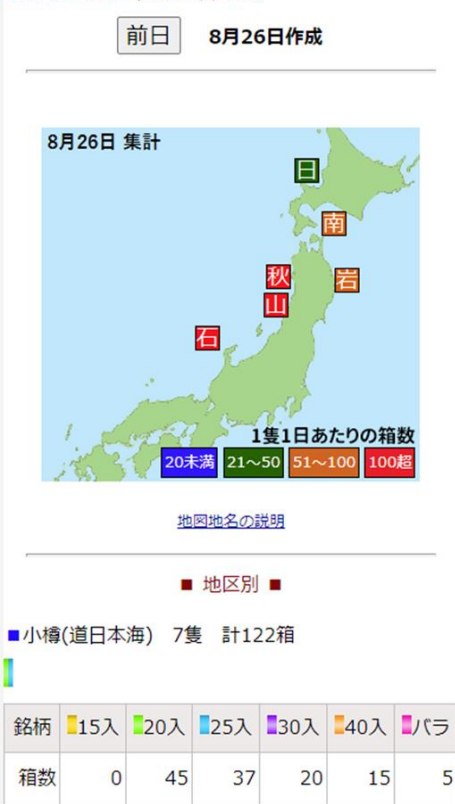 前日 8月26日作成
8月26日 集計
日
南
秋
岩
山
石
1隻1日あたりの箱数
20未満 21～50 51～100 100超
地図地名の説明
■ 地区別 ■
■小樽(道日本海) 7隻 計122箱
銘柄 15入 20入 25入 30入 40入 バラ
箱数 0 45 37 20 15 5